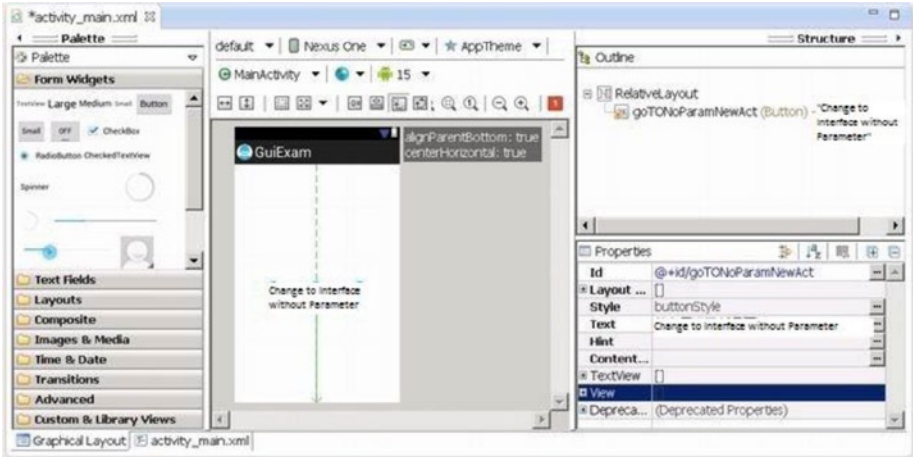 *activity_main.xml
Palette
Palette
Form Widgets
TextView Large Medium Small Button
Small OFF CheckBox
RadioButton CheckedTextView
Spinner
Text Fields
Layouts
Composite
Images & Media
Time & Date
Transitions
Advanced
Custom & Library Views
default Nexus One AppTheme
MainActivity 15
1
GuiExam
alignParentBottom: true
centerHorizontal: true
Change to Interface
without Parameter
Structure
Outline
RelativeLayout
goTONoParamNewAct (Button) - "Change to
Interface without
Parameter"
Properties
Id @+id/goTONoParamNewAct
Layout ... []
Style buttonStyle
Text Change to Interface without Parameter
Hint
Content...
TextView []
View []
Depreca... (Deprecated Properties)
Graphical Layout activity_main.xml